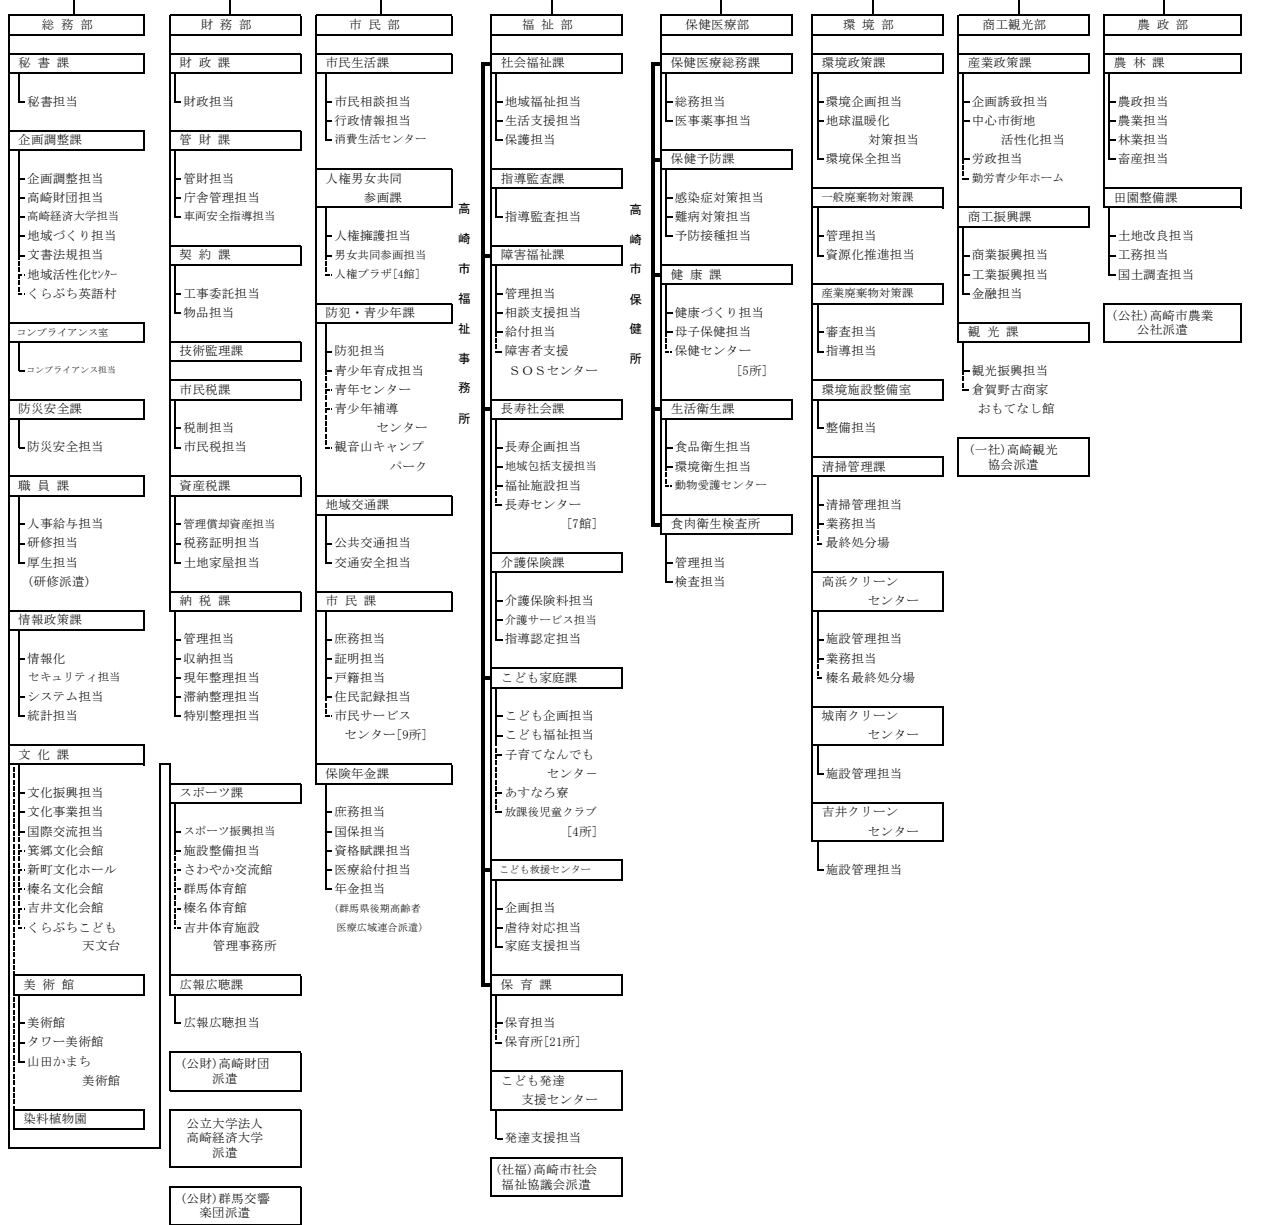 総務部
秘書課
秘書担当
企画調整課
企画調整担当
高崎財団担当
高崎経済大学担当
地域づくり担当
文書法規担当
地域活性化センター
くらぶち英語村
コンプライアンス室
コンプライアンス担当
防災安全課
防災安全担当
職員課
人事給与担当
研修担当
厚生担当
(研修派遣)
情報政策課
情報化
セキュリティ担当
システム担当
統計担当
文化課
文化振興担当
文化事業担当
国際交流担当
箕郷文化会館
新町文化ホール
榛名文化会館
吉井文化会館
くらぶちこども
天文台
美術館
美術館
タワー美術館
山田かまち
美術館
染料植物園
財務部
財政課
財政担当
管財課
管財担当
庁舎管理担当
車両安全指導担当
契約課
工事委託担当
物品担当
技術監理課
市民税課
税制担当
市民税担当
資産税課
管理償却資産担当
税務証明担当
土地家屋担当
納税課
管理担当
収納担当
現年整理担当
滞納整理担当
特別整理担当
スポーツ課
スポーツ振興担当
施設整備担当
さわやか交流館
群馬体育館
榛名体育館
吉井体育施設
管理事務所
広報広聴課
広報広聴担当
(公財)高崎財団
派遣
公立大学法人
高崎経済大学
派遣
(公財)群馬交響
楽団派遣
市民部
市民生活課
市民相談担当
行政情報担当
消費生活センター
人権男女共同
参画課
人権擁護担当
男女共同参画担当
人権プラザ[4館]
防犯・青少年課
防犯担当
青少年育成担当
青年センター
青少年補導
センター
観音山キャンプ
パーク
地域交通課
公共交通担当
交通安全担当
市民課
庶務担当
証明担当
戸籍担当
住民記録担当
市民サービス
センター[9所]
保険年金課
庶務担当
国保担当
資格賦課担当
医療給付担当
年金担当
(群馬県後期高齢者
医療広域連合派遣)
高崎市福祉事務所
福祉部
社会福祉課
地域福祉担当
生活支援担当
保護担当
指導監査課
指導監査担当
障害福祉課
管理担当
相談支援担当
給付担当
障害者支援
ＳＯＳセンター
長寿社会課
長寿企画担当
地域包括支援担当
福祉施設担当
長寿センター
[7館]
介護保険課
介護保険料担当
介護サービス担当
指導認定担当
こども家庭課
こども企画担当
こども福祉担当
子育てなんでも
センター
あすなろ寮
放課後児童クラブ
[4所]
こども救援センター
企画担当
虐待対応担当
家庭支援担当
保育課
保育担当
保育所[21所]
こども発達
支援センター
発達支援担当
(社福)高崎市社会
福祉協議会派遣
高崎市保健所
保健医療部
保健医療総務課
総務担当
医事薬事担当
保健予防課
感染症対策担当
難病対策担当
予防接種担当
健康課
健康づくり担当
母子保健担当
保健センター
[5所]
生活衛生課
食品衛生担当
環境衛生担当
動物愛護センター
食肉衛生検査所
管理担当
検査担当
環境部
環境政策課
環境企画担当
地球温暖化
対策担当
環境保全担当
一般廃棄物対策課
管理担当
資源化推進担当
産業廃棄物対策課
審査担当
指導担当
環境施設整備室
整備担当
清掃管理課
清掃管理担当
業務担当
最終処分場
高浜クリーン
センター
施設管理担当
業務担当
榛名最終処分場
城南クリーン
センター
施設管理担当
吉井クリーン
センター
施設管理担当
商工観光部
産業政策課
企画誘致担当
中心市街地
活性化担当
労政担当
勤労青少年ホーム
商工振興課
商業振興担当
工業振興担当
金融担当
観光課
観光振興担当
倉賀野古商家
おもてなし館
(一社)高崎観光
協会派遣
農政部
農林課
農政担当
農業担当
林業担当
畜産担当
田園整備課
土地改良担当
工務担当
国土調査担当
(公社)高崎市農業
公社派遣